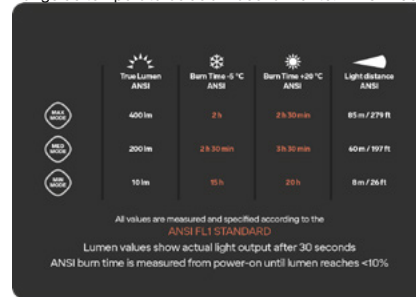 True Lumen ANSI
Burn Time -5 °C ANSI
Burn Time +20 °C ANSI
Light distance ANSI
MAX MODE
400 lm
2 h
2 h 30 min
85 m / 279 ft
MED MODE
200 lm
2 h 30 min
3 h 30 min
60 m / 197 ft
MIN MODE
10 lm
15 h
20 h
8 m / 26 ft
All values are measured and specified according to the
ANSI FL1 STANDARD
Lumen values show actual light output after 30 seconds
ANSI burn time is measured from power-on until lumen reaches <10%